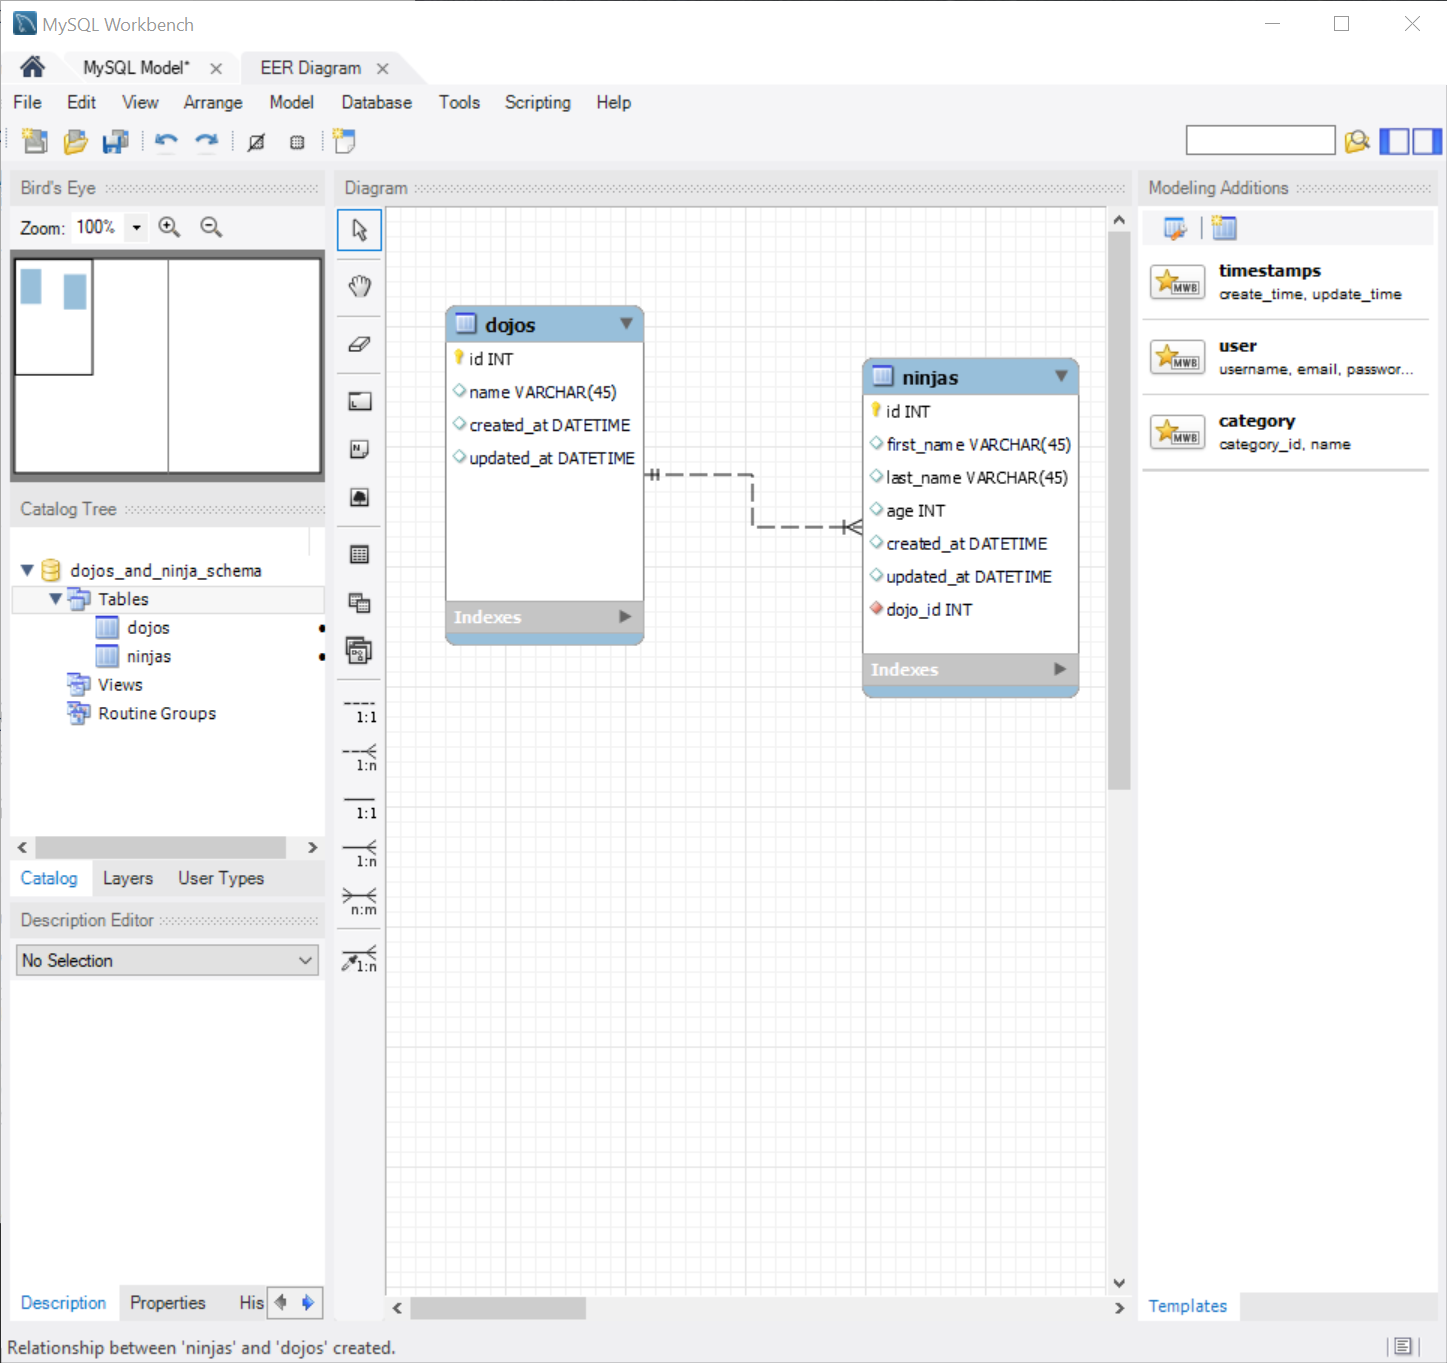 MySQL Workbench
MySQL Model*
EER Diagram
File Edit View Arrange Model Database Tools Scripting Help
Bird's Eye
Zoom: 100%
Catalog Tree
dojos_and_ninja_schema
Tables
dojos
ninjas
Views
Routine Groups
Catalog Layers User Types
Description Editor
No Selection
Description Properties His
Diagram
1:1
1:n
1:1
1:n
n:m
1:n
dojos
id INT
name VARCHAR(45)
created_at DATETIME
updated_at DATETIME
Indexes
ninjas
id INT
first_name VARCHAR(45)
last_name VARCHAR(45)
age INT
created_at DATETIME
updated_at DATETIME
dojo_id INT
Indexes
Modeling Additions
MWB
timestamps
create_time, update_time
MWB
user
username, email, passwor...
MWB
category
category_id, name
Templates
Relationship between 'ninjas' and 'dojos' created.